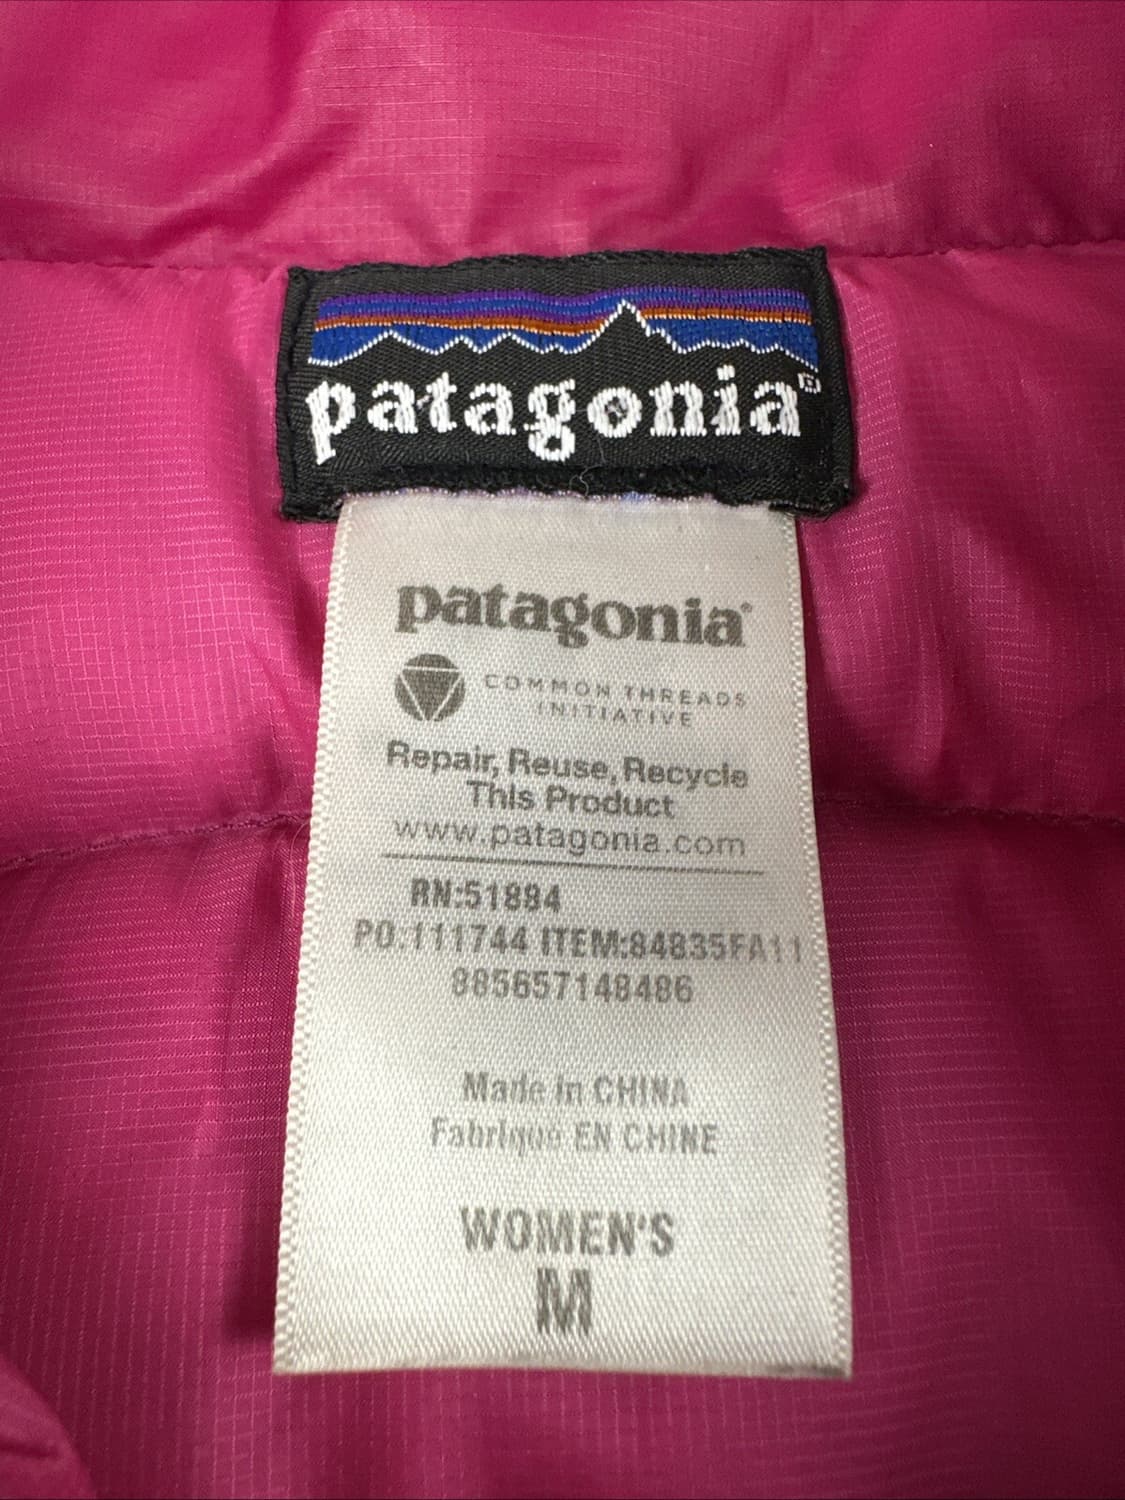 patagonia®
patagonia®
COMMON THREADS
INITIATIVE
Repair, Reuse, Recycle
This Product
www.patagonia.com
RN:51884
PO:111744 ITEM:84835FA11
885657148486
Made in CHINA
Fabrique EN CHINE
WOMEN'S
M